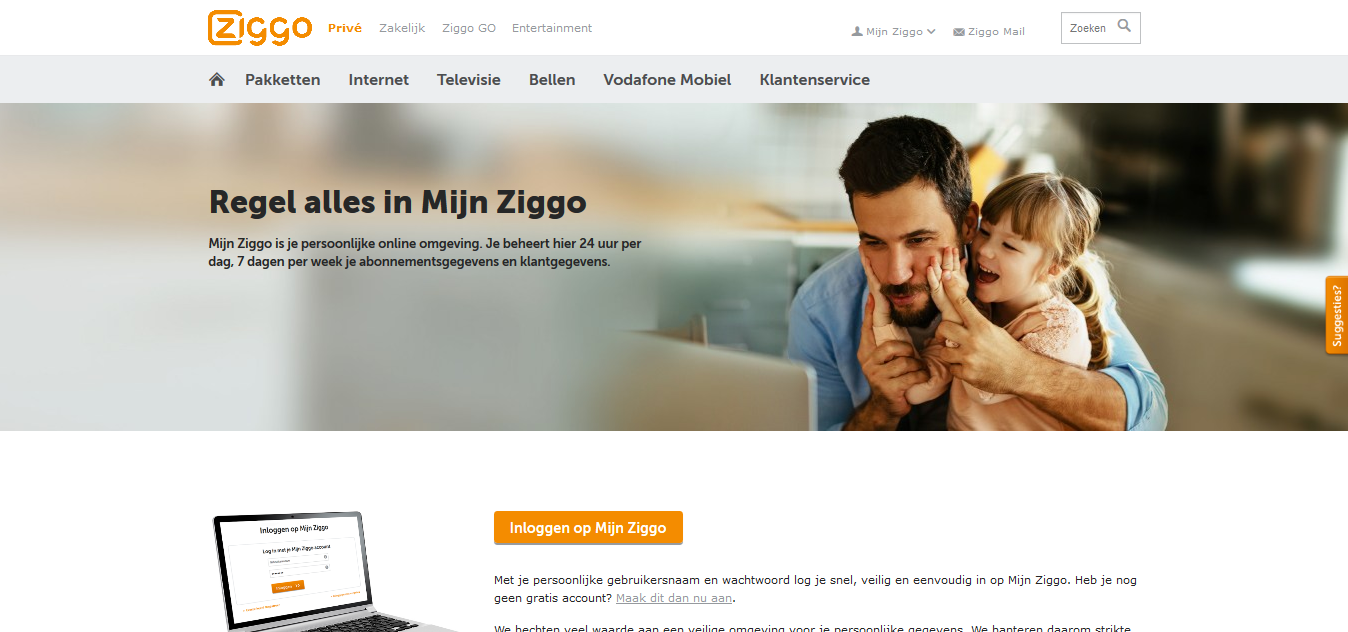 Ziggo Privé Zakelijk Ziggo GO Entertainment
Mijn Ziggo Ziggo Mail Zoeken
Pakketten Internet Televisie Bellen Vodafone Mobiel Klantenservice
Regel alles in Mijn Ziggo
Mijn Ziggo is je persoonlijke online omgeving. Je beheert hier 24 uur per
dag, 7 dagen per week je abonnementsgegevens en klantgegevens.
Suggesties?
Inloggen op Mijn Ziggo
Log in met je Mijn Ziggo account
Inloggen
Inloggen op Mijn Ziggo
Met je persoonlijke gebruikersnaam en wachtwoord log je snel, veilig en eenvoudig in op Mijn Ziggo. Heb je nog
geen gratis account? Maak dit dan nu aan.
We hechten veel waarde aan een veilige omgeving voor je persoonlijke gegevens. We hanteren daarom strikte